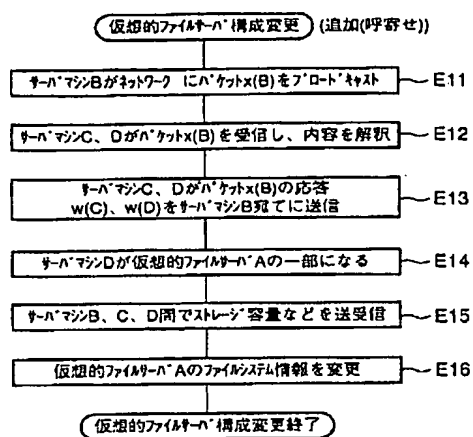 仮想的ファイルサーバ構成変更 (追加(呼寄せ))
サーバマシンBがネットワーク にパケットx(B)をブロードキャスト E11
サーバマシンC、Dがパケットx(B)を受信し、内容を解釈 E12
サーバマシンC、Dがパケットx(B)の応答
w(C)、w(D)をサーバマシンB宛てに送信 E13
サーバマシンDが仮想的ファイルサーバAの一部になる E14
サーバマシンB、C、D間でストレージ容量などを送受信 E15
仮想的ファイルサーバAのファイルシステム情報を変更 E16
仮想的ファイルサーバ構成変更終了